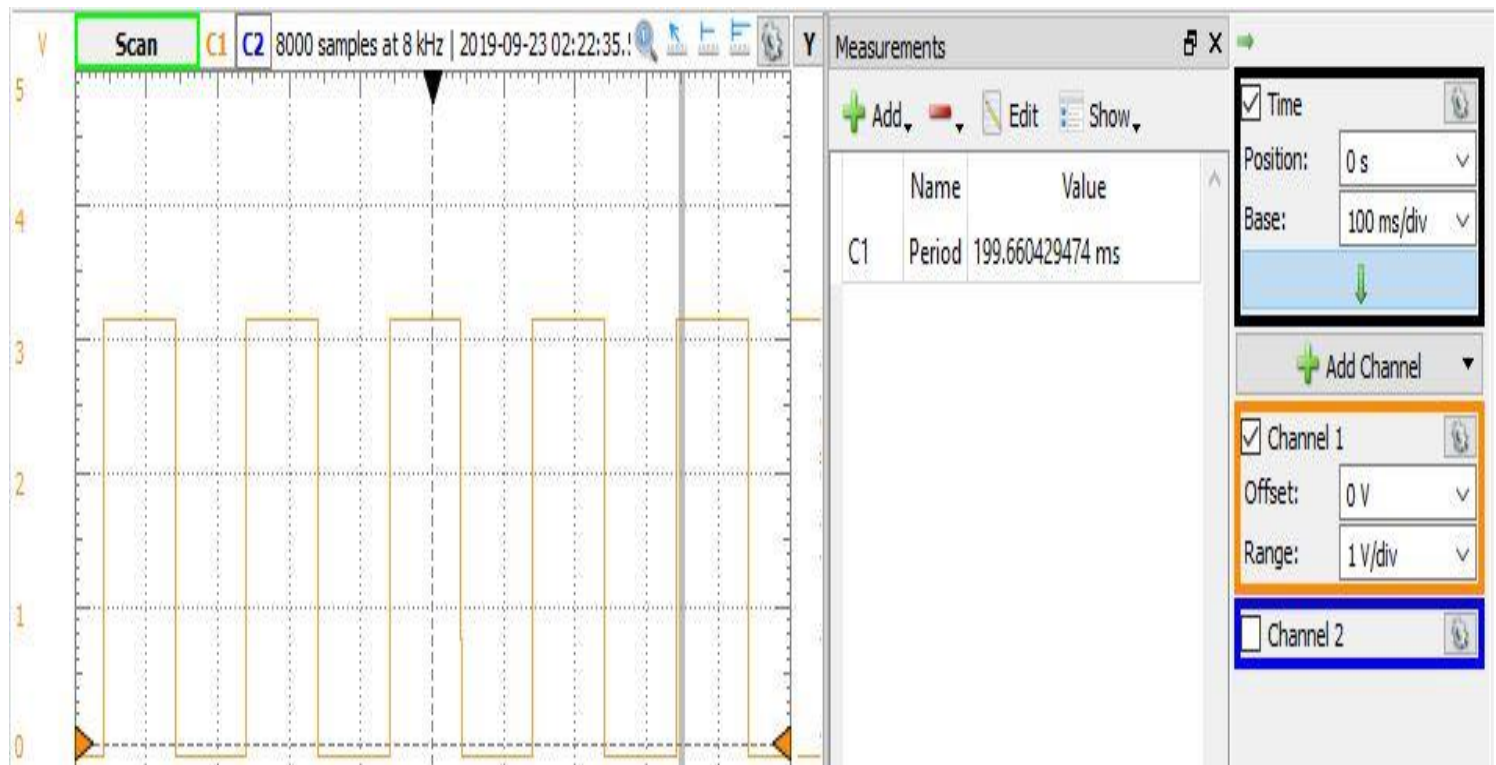 V
Scan C1 C2 8000 samples at 8 kHz | 2019-09-23 02:22:35.! Y
5
4
3
2
1
0
Measurements X
Add Edit Show
Name Value
C1 Period 199.660429474 ms
Time
Position: 0 s
Base: 100 ms/div
Add Channel
Channel 1
Offset: 0 V
Range: 1 V/div
Channel 2